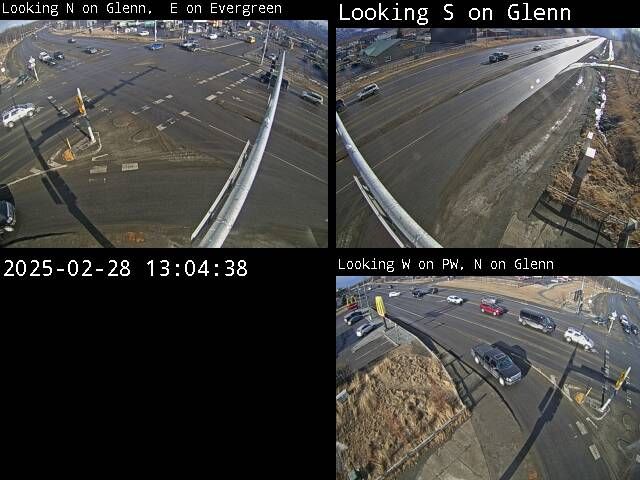 Looking N on Glenn,  E on Evergreen
Looking S on Glenn
2025-02-28 13:04:38
Looking W on PW, N on Glenn